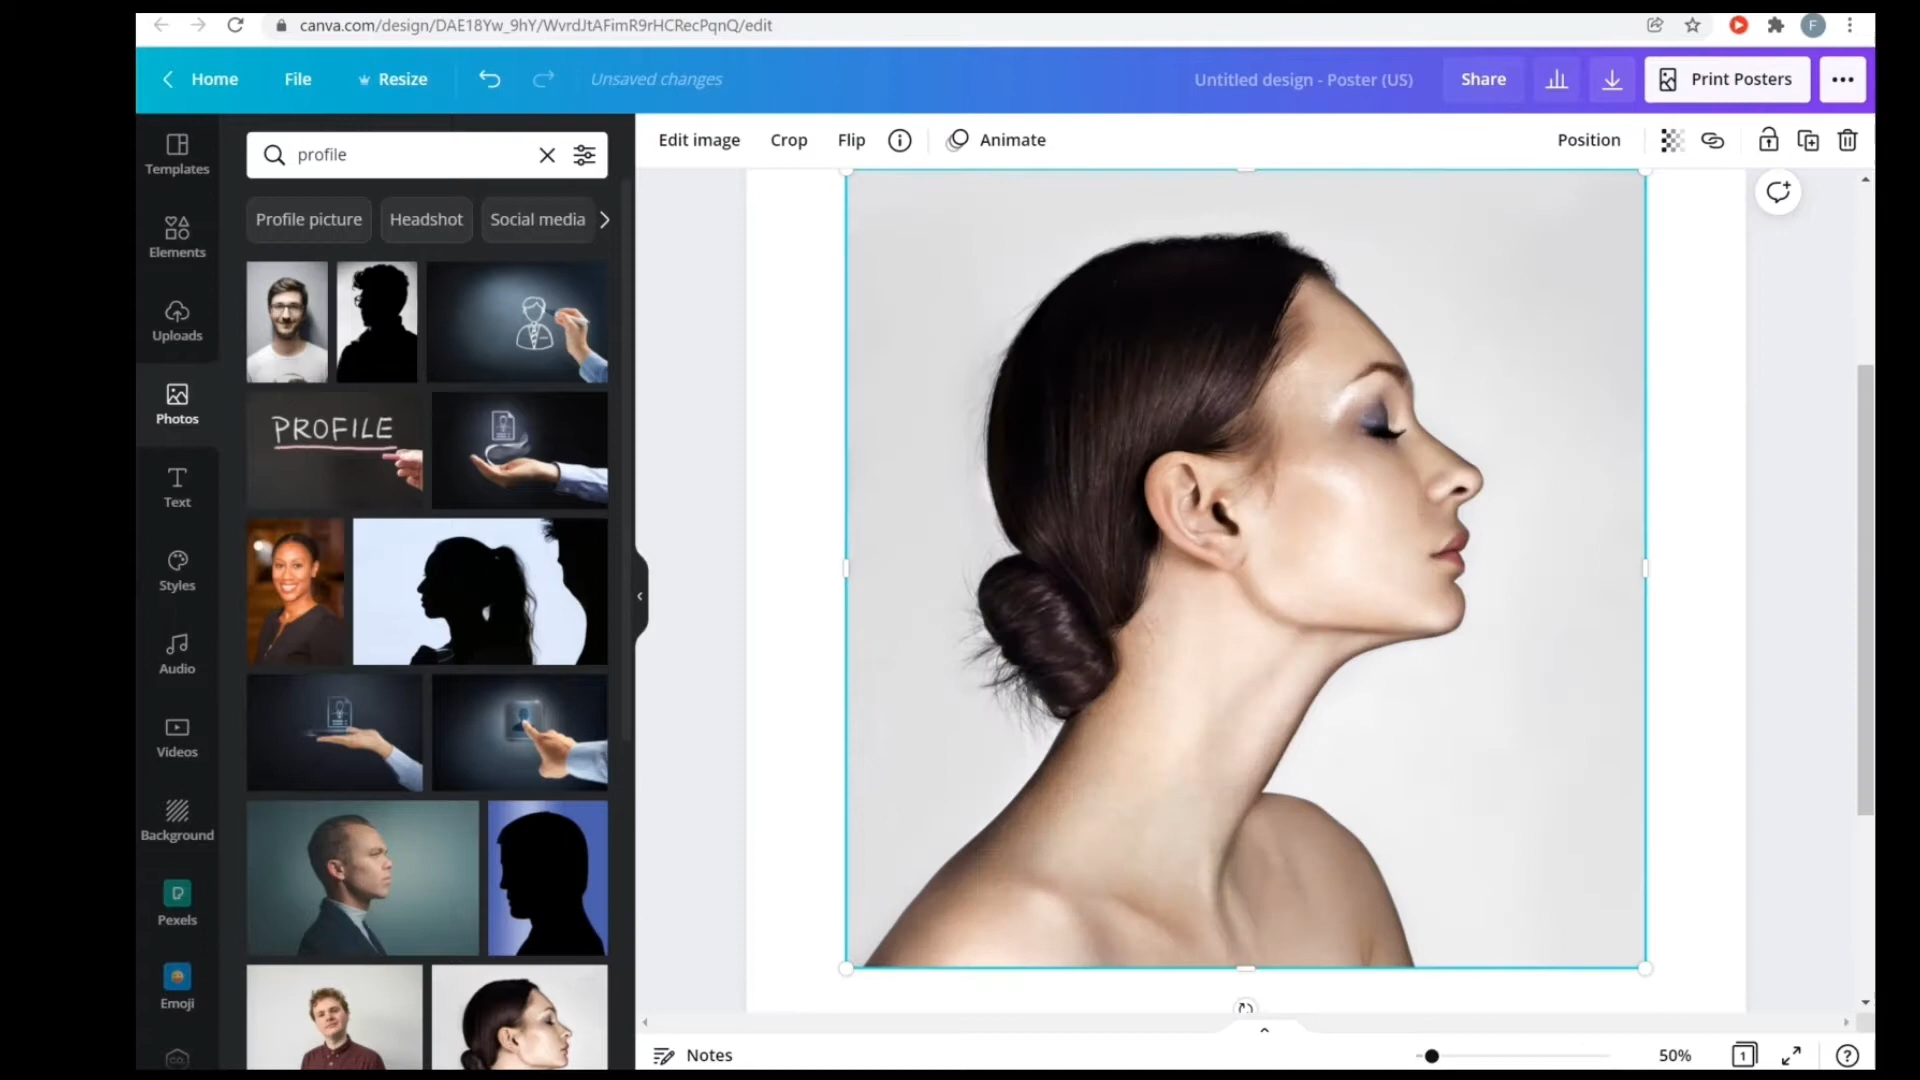 canva.com/design/DAE18Yw_9hY/WvrdJtAFimR9rHCRecPqnQ/edit
F
Home File Resize Unsaved changes Untitled design - Poster (US) Share Print Posters
Edit image Crop Flip Animate Position
profile
Profile picture Headshot Social media
Templates
Elements
Uploads
Photos
Text
Styles
Audio
Videos
Background
Pexels
Emoji
PROFILE
Notes 50% 1